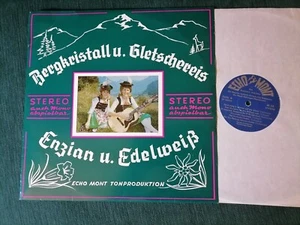 Bergkristall u. Gletschereis
STEREO
auch Mono
abspielbar
STEREO
auch Mono
abspielbar
Enzian u. Edelweiß
ECHO MONT TONPRODUKTION
ECHO MONT